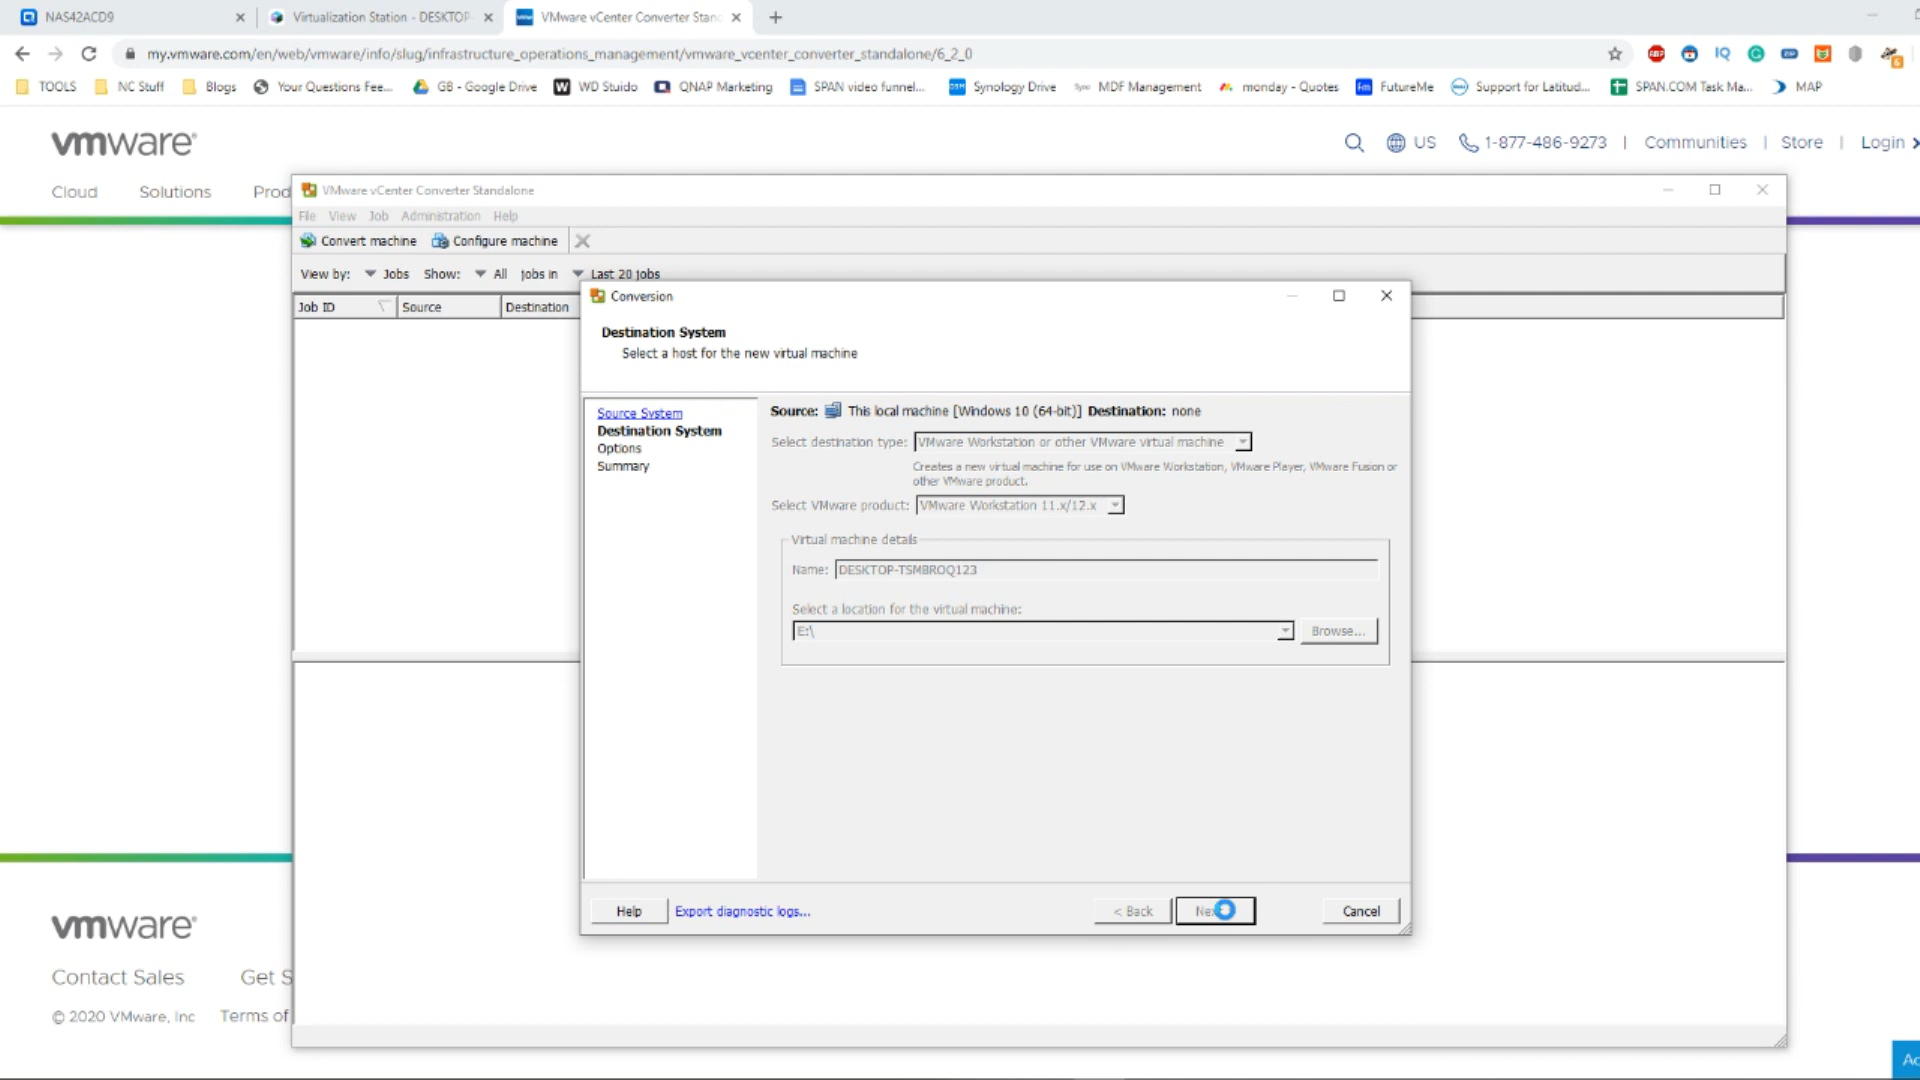 NAS42ACD9
Virtualization Station - DESKTOP
VMware vCenter Converter Stan
my.vmware.com/en/web/vmware/info/slug/infrastructure_operations_management/vmware_vcenter_converter_standalone/6_2_0
TOOLS NC Stuff Blogs Your Questions Fee... GB - Google Drive WD Stuido QNAP Marketing SPAN video funnel... Synology Drive MDF Management monday - Quotes FutureMe Support for Latitud... SPAN.COM Task Ma... MAP
vmware
US 1-877-486-9273 | Communities | Store | Login
Cloud Solutions Prod
VMware vCenter Converter Standalone
File View Job Administration Help
Convert machine Configure machine
View by: Jobs Show: All jobs in Last 20 jobs
Job ID Source Destination
Conversion
Destination System
Select a host for the new virtual machine
Source System
Destination System
Options
Summary
Source: This local machine [Windows 10 (64-bit)] Destination: none
Select destination type: VMware Workstation or other VMware virtual machine
Creates a new virtual machine for use on VMware Workstation, VMware Player, VMware Fusion or
other VMware product.
Select VMware product: VMware Workstation 11.x/12.x
Virtual machine details
Name: DESKTOP-TSMBROQ123
Select a location for the virtual machine:
E:\ Browse...
Help Export diagnostic logs... < Back Ne Cancel
vmware
Contact Sales Get S
© 2020 VMware, Inc Terms of
Ac